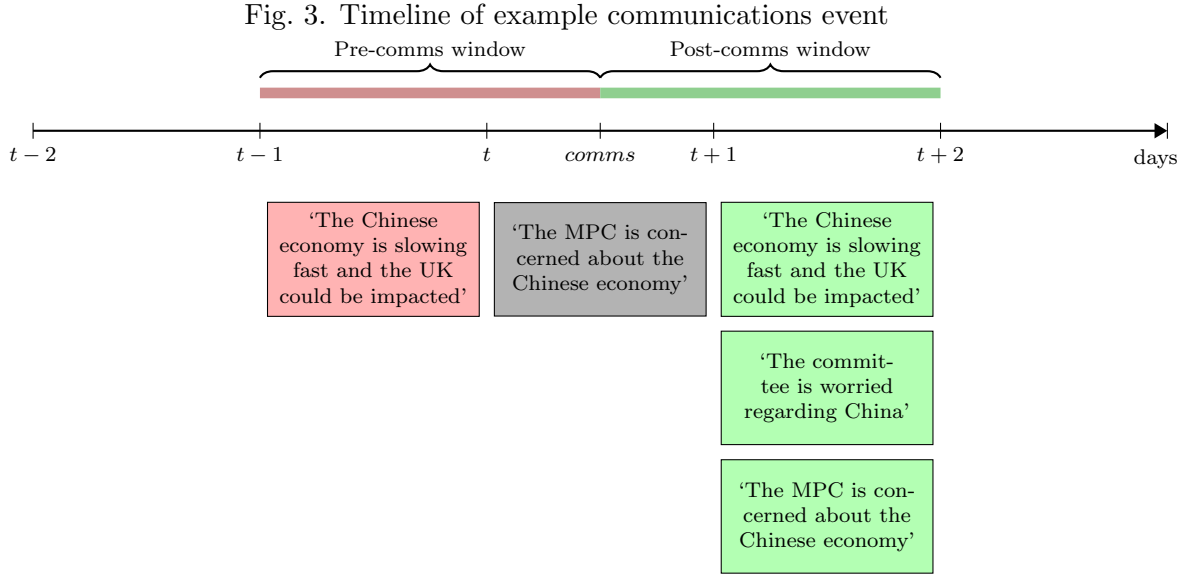 Fig. 3. Timeline of example communications event
Pre-comms window
Post-comms window
t − 2
t − 1
t
comms
t + 1
t + 2
days
‘The Chinese
economy is slowing
fast and the UK
could be impacted’
‘The MPC is con-
cerned about the
Chinese economy’
‘The Chinese
economy is slowing
fast and the UK
could be impacted’
‘The commit-
tee is worried
regarding China’
‘The MPC is con-
cerned about the
Chinese economy’